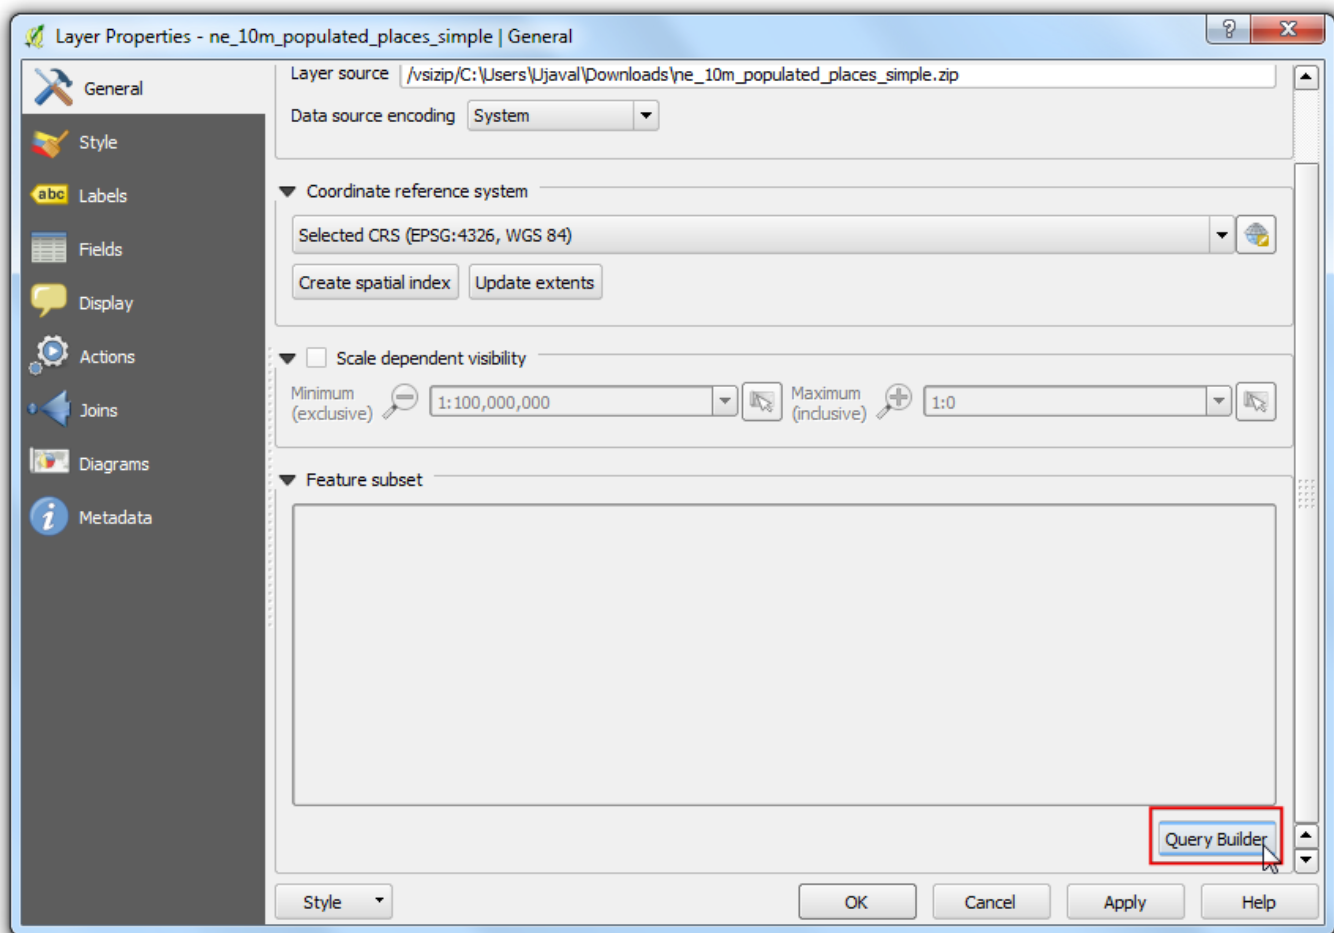 Layer Properties - ne_10m_populated_places_simple | General
General
Style
abc Labels
Fields
Display
Actions
Joins
Diagrams
Metadata
Layer source /vsizip/C:\Users\Ujaval\Downloads\ne_10m_populated_places_simple.zip
Data source encoding System
Coordinate reference system
Selected CRS (EPSG:4326, WGS 84)
Create spatial index Update extents
Scale dependent visibility
Minimum
(exclusive) 1:100,000,000
Maximum
(inclusive) 1:0
Feature subset
Query Builder
Style OK Cancel Apply Help